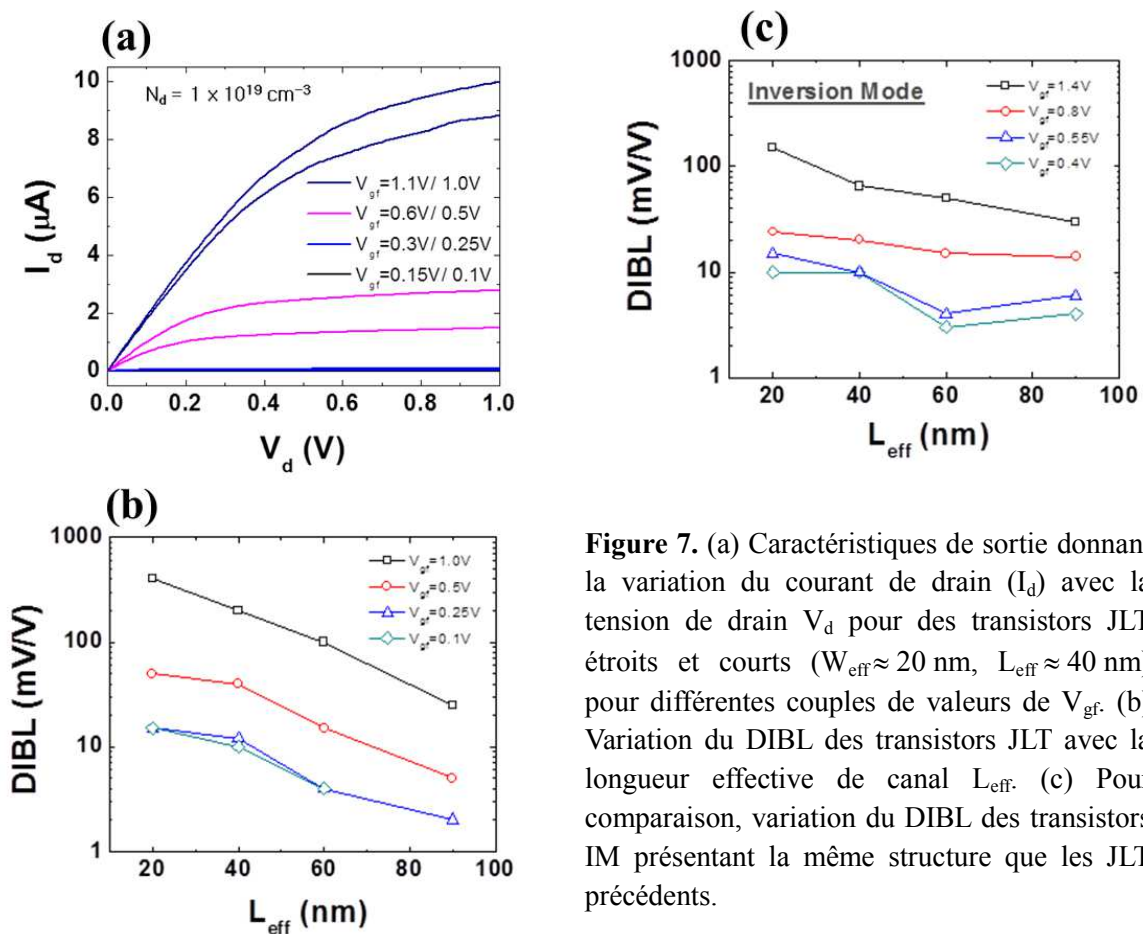 (a)
N_d = 1 × 10^19 cm^−3
10
8
6
4
2
0
I_d (μA)
V_gf=1.1V/ 1.0V
V_gf=0.6V/ 0.5V
V_gf=0.3V/ 0.25V
V_gf=0.15V/ 0.1V
0.0 0.2 0.4 0.6 0.8 1.0
V_d (V)
(c)
1000
100
10
1
DIBL (mV/V)
Inversion Mode
V_gf=1.4V
V_gf=0.8V
V_gf=0.55V
V_gf=0.4V
20 40 60 80 100
L_eff (nm)
(b)
1000
100
10
1
DIBL (mV/V)
V_gf=1.0V
V_gf=0.5V
V_gf=0.25V
V_gf=0.1V
20 40 60 80 100
L_eff (nm)
Figure 7. (a) Caractéristiques de sortie donnan
la variation du courant de drain (I_d) avec la
tension de drain V_d pour des transistors JLT
étroits et courts (W_eff ≈ 20 nm, L_eff ≈ 40 nm)
pour différentes couples de valeurs de V_gf. (b)
Variation du DIBL des transistors JLT avec la
longueur effective de canal L_eff. (c) Pour
comparaison, variation du DIBL des transistors
IM présentant la même structure que les JLT
précédents.